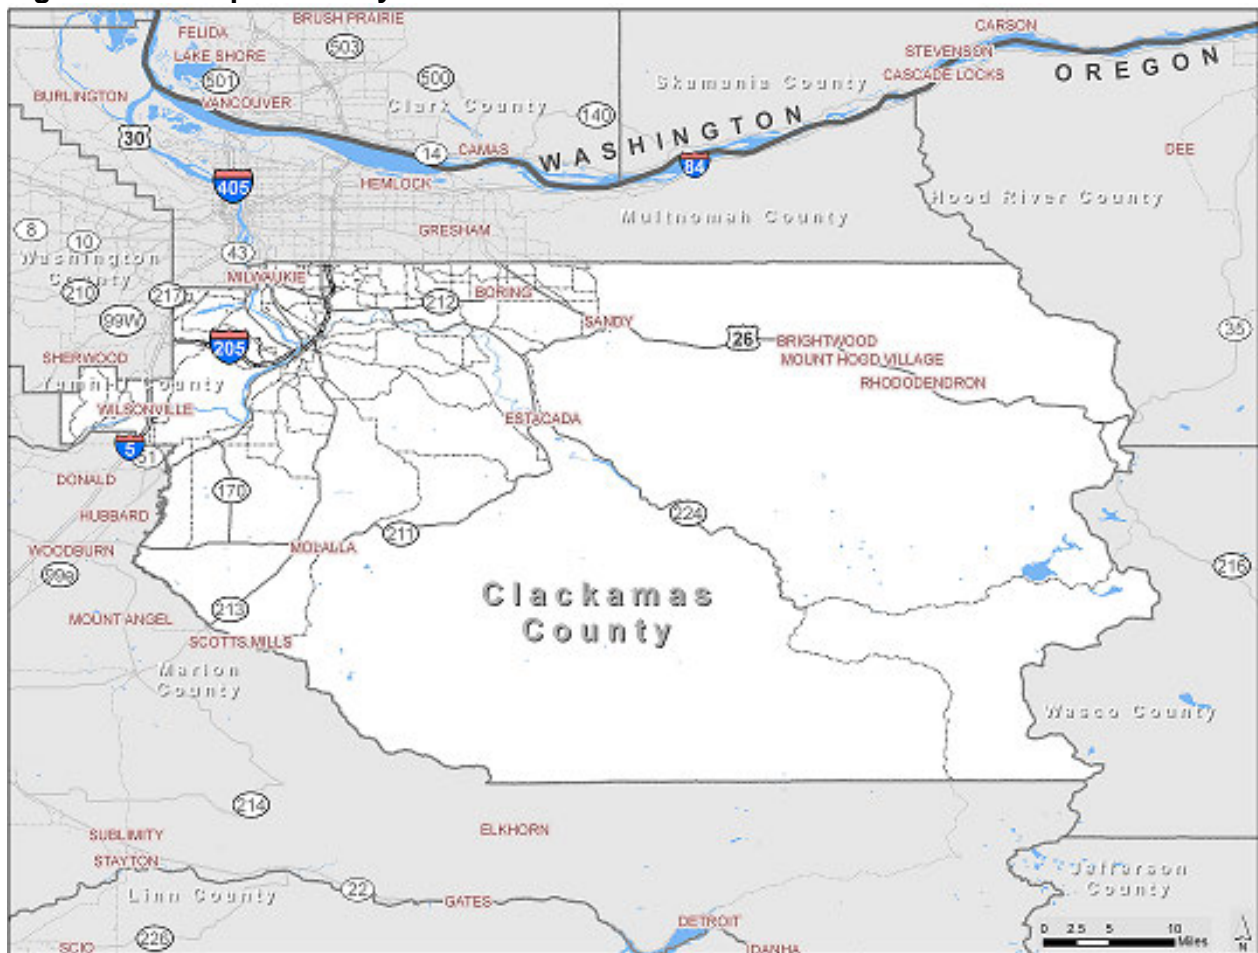 CARSON
BRUSH PRAIRIE
FELIDA
503
STEVENSON
OREGON
LAKE SHORE
501
500
Skamania County
CASCADE LOCKS
BURLINGTON
VANCOUVER
Clark County
140
WASHINGTON
30
14
CAMAS
84
DEE
405
HEMLOCK
Hood River County
Multnomah County
8
10
GRESHAM
43
Washington
County
MILWAUKIE
210
217
212
BORING
99W
SANDY
35
205
26
BRIGHTWOOD
SHERWOOD
MOUNT HOOD VILLAGE
Yamhill County
RHODODENDRON
WILSONVILLE
ESTACADA
5
51
DONALD
170
HUBBARD
224
211
WOODBURN
MOLALLA
99e
216
Clackamas
County
213
MOUNT ANGEL
SCOTTS MILLS
Marion
County
Wasco County
214
SUBLIMITY
ELKHORN
STAYTON
Jefferson
County
Linn County
22
GATES
DETROIT
226
SCIO
IDANHA
0 2.5 5 10
Miles
N